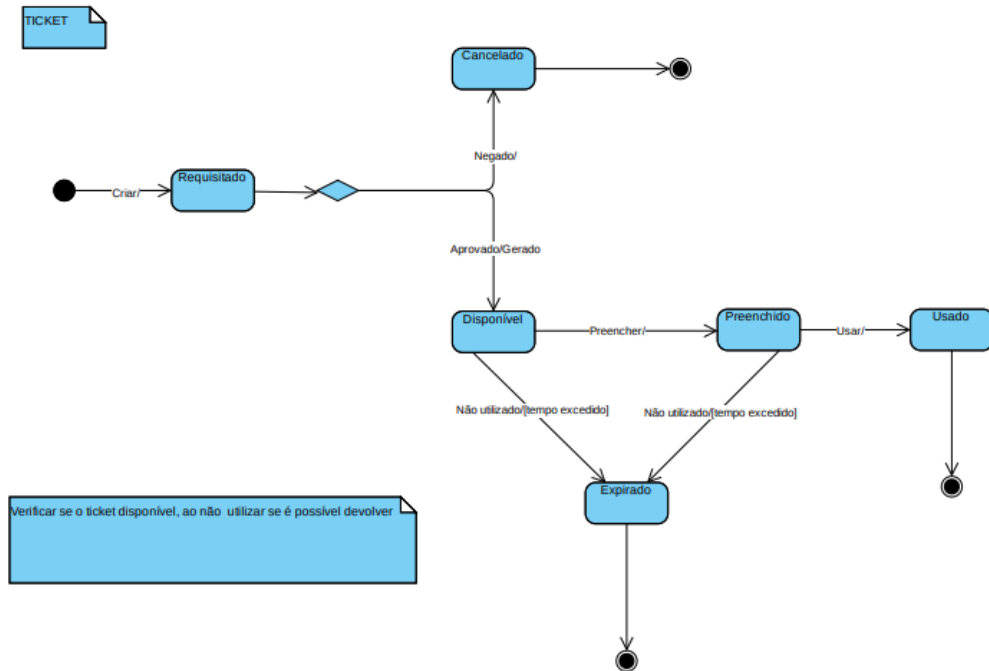 TICKET
Cancelado
Negado/
Criar/
Requisitado
Aprovado/Gerado
Disponível
Preencher/
Preenchido
Usar/
Usado
Não utilizado/[tempo excedido]
Não utilizado/[tempo excedido]
Expirado
Verificar se o ticket disponível, ao não  utilizar se é possível devolver